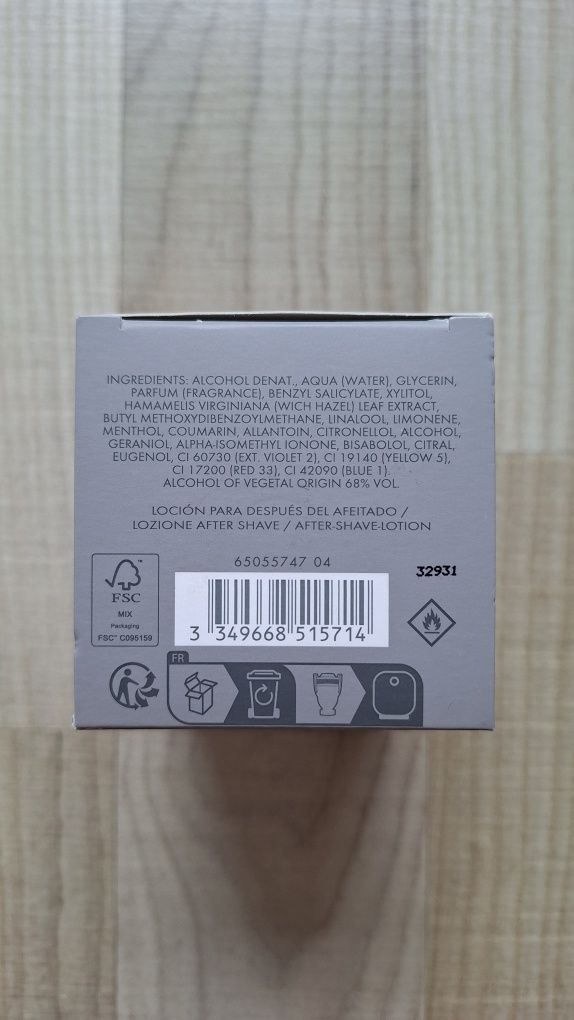 INGREDIENTS: ALCOHOL DENAT., AQUA (WATER), GLYCERIN,
PARFUM (FRAGRANCE), BENZYL SALICYLATE, XYLITOL,
HAMAMELIS VIRGINIANA (WICH HAZEL) LEAF EXTRACT,
BUTYL METHOXYDIBENZOYLMETHANE, LINALOOL, LIMONENE,
MENTHOL, COUMARIN, ALLANTOIN, CITRONELLOL, ALCOHOL,
GERANIOL, ALPHA-ISOMETHYL IONONE, BISABOLOL, CITRAL,
EUGENOL, CI 60730 (EXT. VIOLET 2), CI 19140 (YELLOW 5),
CI 17200 (RED 33), CI 42090 (BLUE 1).
ALCOHOL OF VEGETAL ORIGIN 68% VOL.
LOCIÓN PARA DESPUÉS DEL AFEITADO /
LOZIONE AFTER SHAVE / AFTER-SHAVE-LOTION
65055747 04
32931
FSC
MIX
Packaging
FSC™ C095159
3 349668 515714
FR